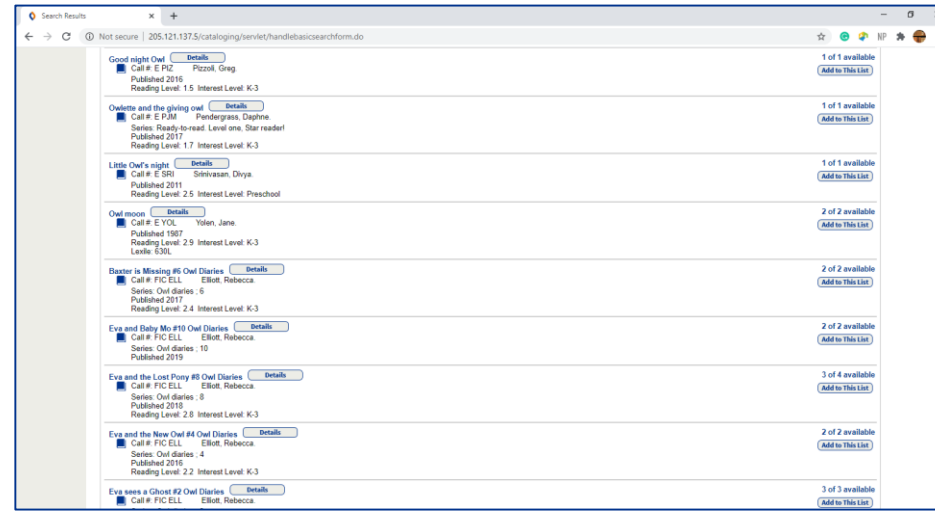 Search Results
Not secure | 205.121.137.5/cataloging/servlet/handlebasicsearchform.do
NP
Good night Owl Details 1 of 1 available
Call #: E PIZ Pizzoli, Greg. Add to This List
Published 2016
Reading Level: 1.5 Interest Level: K-3
Owlette and the giving owl Details 1 of 1 available
Call #: E PJM Pendergrass, Daphne. Add to This List
Series: Ready-to-read. Level one, Star reader!
Published 2017
Reading Level: 1.7 Interest Level: K-3
Little Owl's night Details 1 of 1 available
Call #: E SRI Srinivasan, Divya. Add to This List
Published 2011
Reading Level: 2.5 Interest Level: Preschool
Owl moon Details 2 of 2 available
Call #: E YOL Yolen, Jane. Add to This List
Published 1987
Reading Level: 2.9 Interest Level: K-3
Lexile: 630L
Baxter is Missing #6 Owl Diaries Details 2 of 2 available
Call #: FIC ELL Elliott, Rebecca. Add to This List
Series: Owl diaries ; 6
Published 2017
Reading Level: 2.4 Interest Level: K-3
Eva and Baby Mo #10 Owl Diaries Details 2 of 2 available
Call #: FIC ELL Elliott, Rebecca. Add to This List
Series: Owl diaries ; 10
Published 2019
Eva and the Lost Pony #8 Owl Diaries Details 3 of 4 available
Call #: FIC ELL Elliott, Rebecca. Add to This List
Series: Owl diaries ; 8
Published 2018
Reading Level: 2.8 Interest Level: K-3
Eva and the New Owl #4 Owl Diaries Details 2 of 2 available
Call #: FIC ELL Elliott, Rebecca. Add to This List
Series: Owl diaries ; 4
Published 2016
Reading Level: 2.2 Interest Level: K-3
Eva sees a Ghost #2 Owl Diaries Details 3 of 3 available
Call #: FIC ELL Elliott, Rebecca. Add to This List